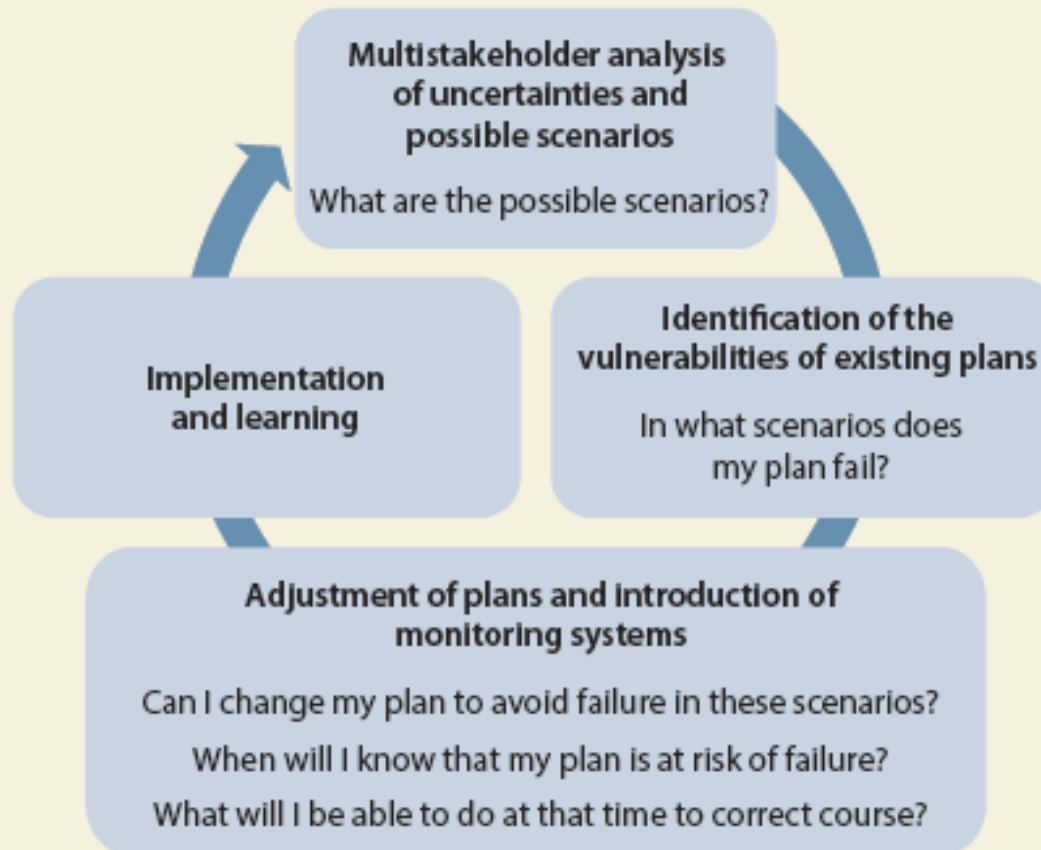 Multistakeholder analysis
of uncertainties and
possible scenarios
What are the possible scenarios?
Identification of the
vulnerabilities of existing plans
In what scenarios does
my plan fail?
Adjustment of plans and introduction of
monitoring systems
Can I change my plan to avoid failure in these scenarios?
When will I know that my plan is at risk of failure?
What will I be able to do at that time to correct course?
Implementation
and learning